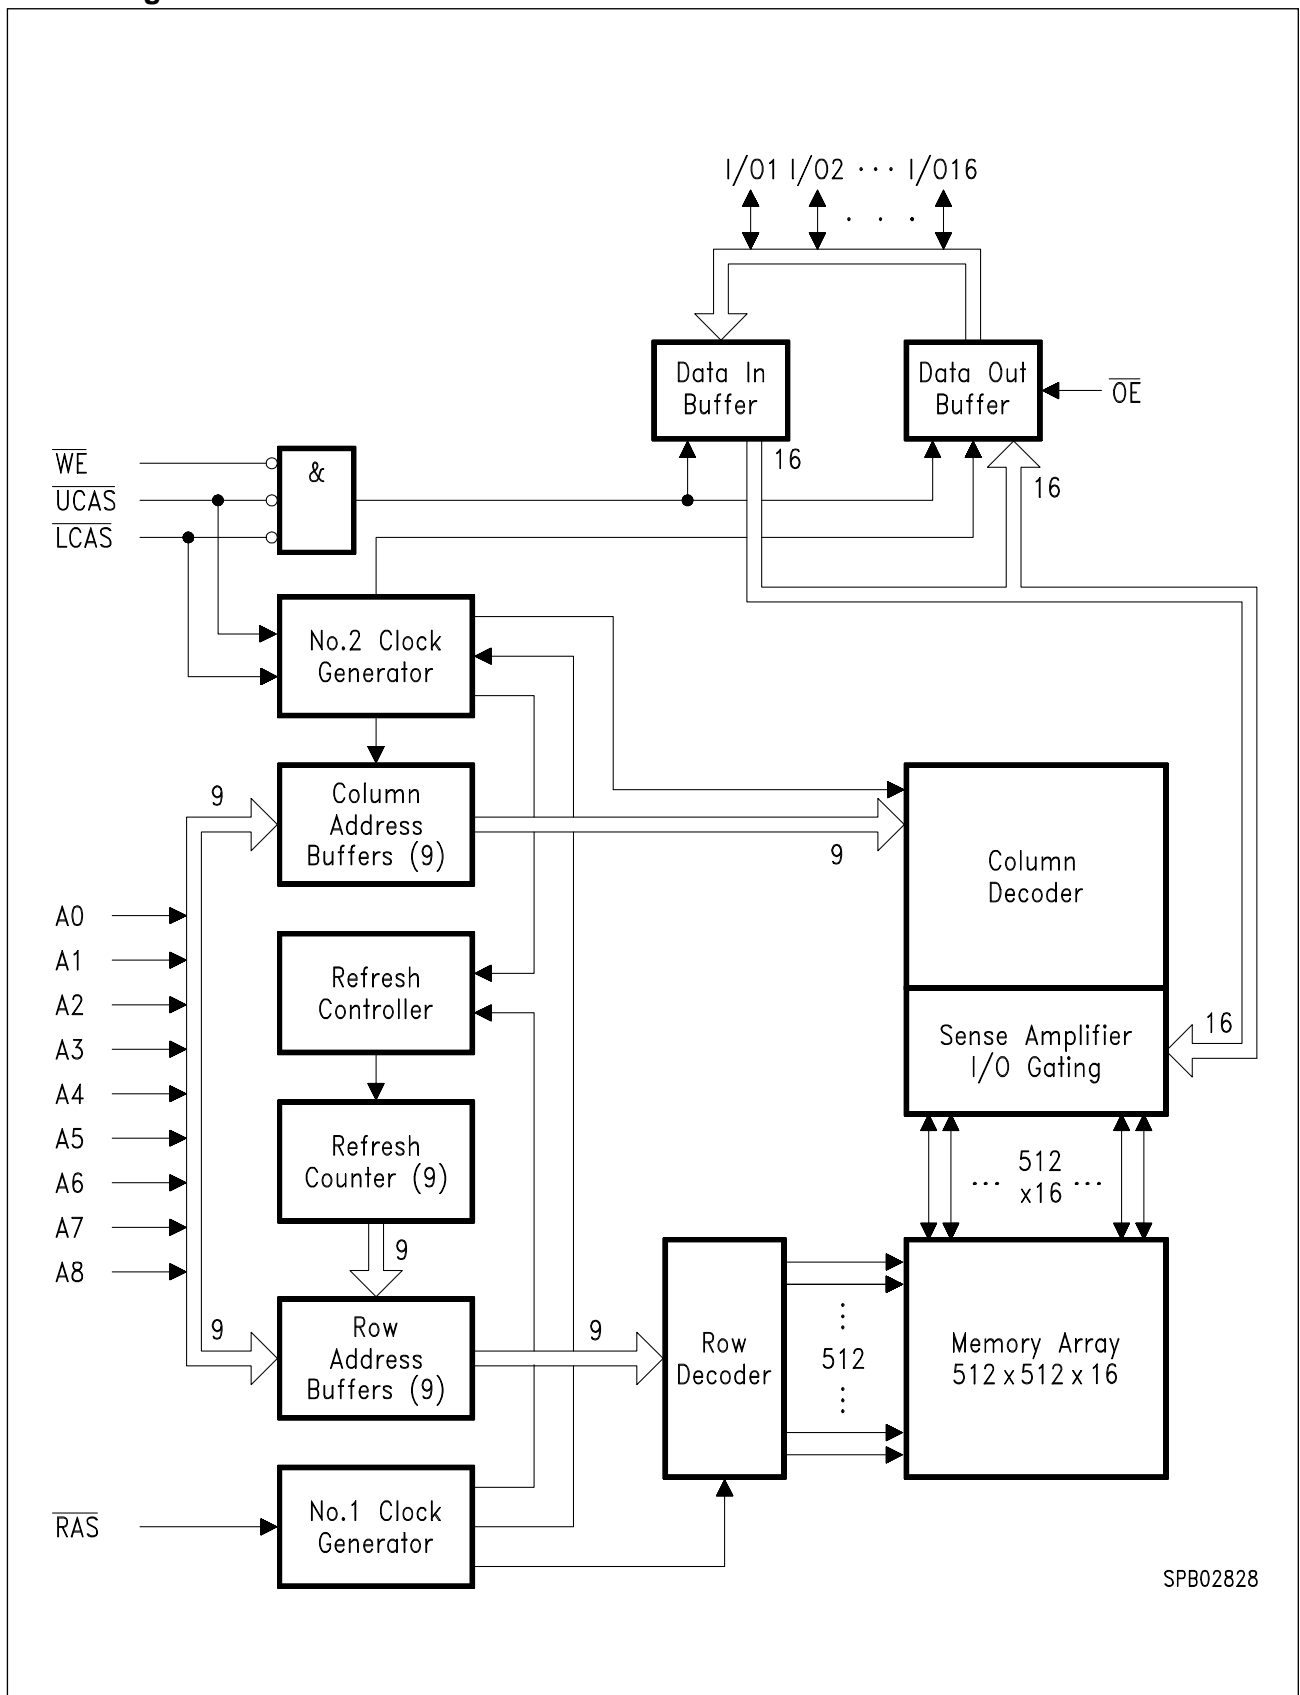 I/O1 I/O2 ··· I/O16
· · ·
Data In
Buffer
Data Out
Buffer
OE
16
16
WE
UCAS
LCAS
&
No.2 Clock
Generator
9
Column
Address
Buffers (9)
9
Column
Decoder
A0
A1
A2
A3
A4
A5
A6
A7
A8
Refresh
Controller
Sense Amplifier
I/O Gating
16
Refresh
Counter (9)
9
··· 512 ···
x16
9
Row
Address
Buffers (9)
9
Row
Decoder
···
512
···
Memory Array
512 x 512 x 16
RAS
No.1 Clock
Generator
SPB02828